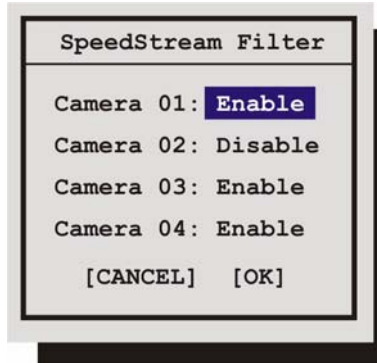 SpeedStream Filter
Camera 01: Enable
Camera 02: Disable
Camera 03: Enable
Camera 04: Enable
[CANCEL] [OK]